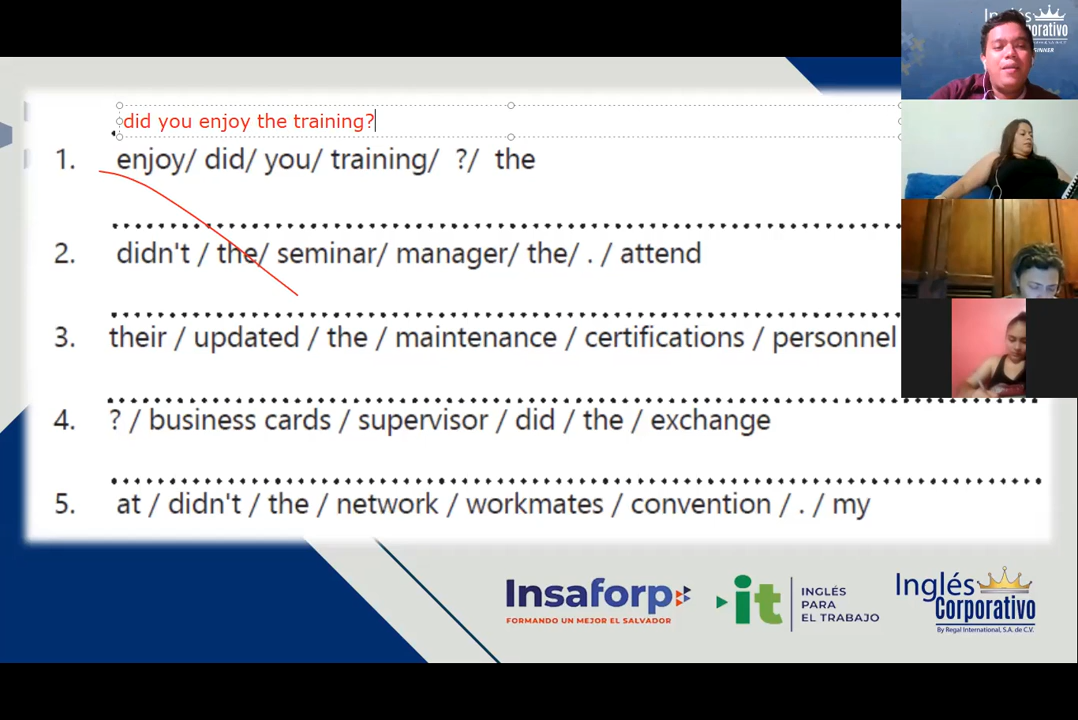 Inglés
orativo
INNER
did you enjoy the training?
1. enjoy/ did/ you/ training/ ?/ the
2. didn't / the/ seminar/ manager/ the/ . / attend
3. their / updated / the / maintenance / certifications / personnel
4. ? / business cards / supervisor / did / the / exchange
5. at / didn't / the / network / workmates / convention / . / my
Insaforp
FORMANDO UN MEJOR EL SALVADOR
it
INGLÉS
PARA
EL TRABAJO
Inglés
Corporativo
By Regal International, S.A. de C.V.